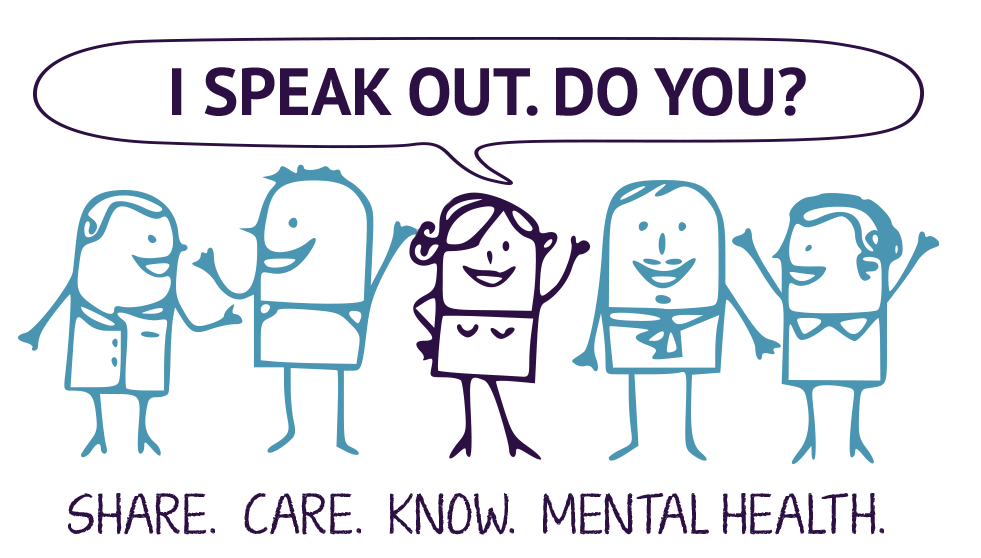 I SPEAK OUT. DO YOU?
SHARE. CARE. KNOW. MENTAL HEALTH.